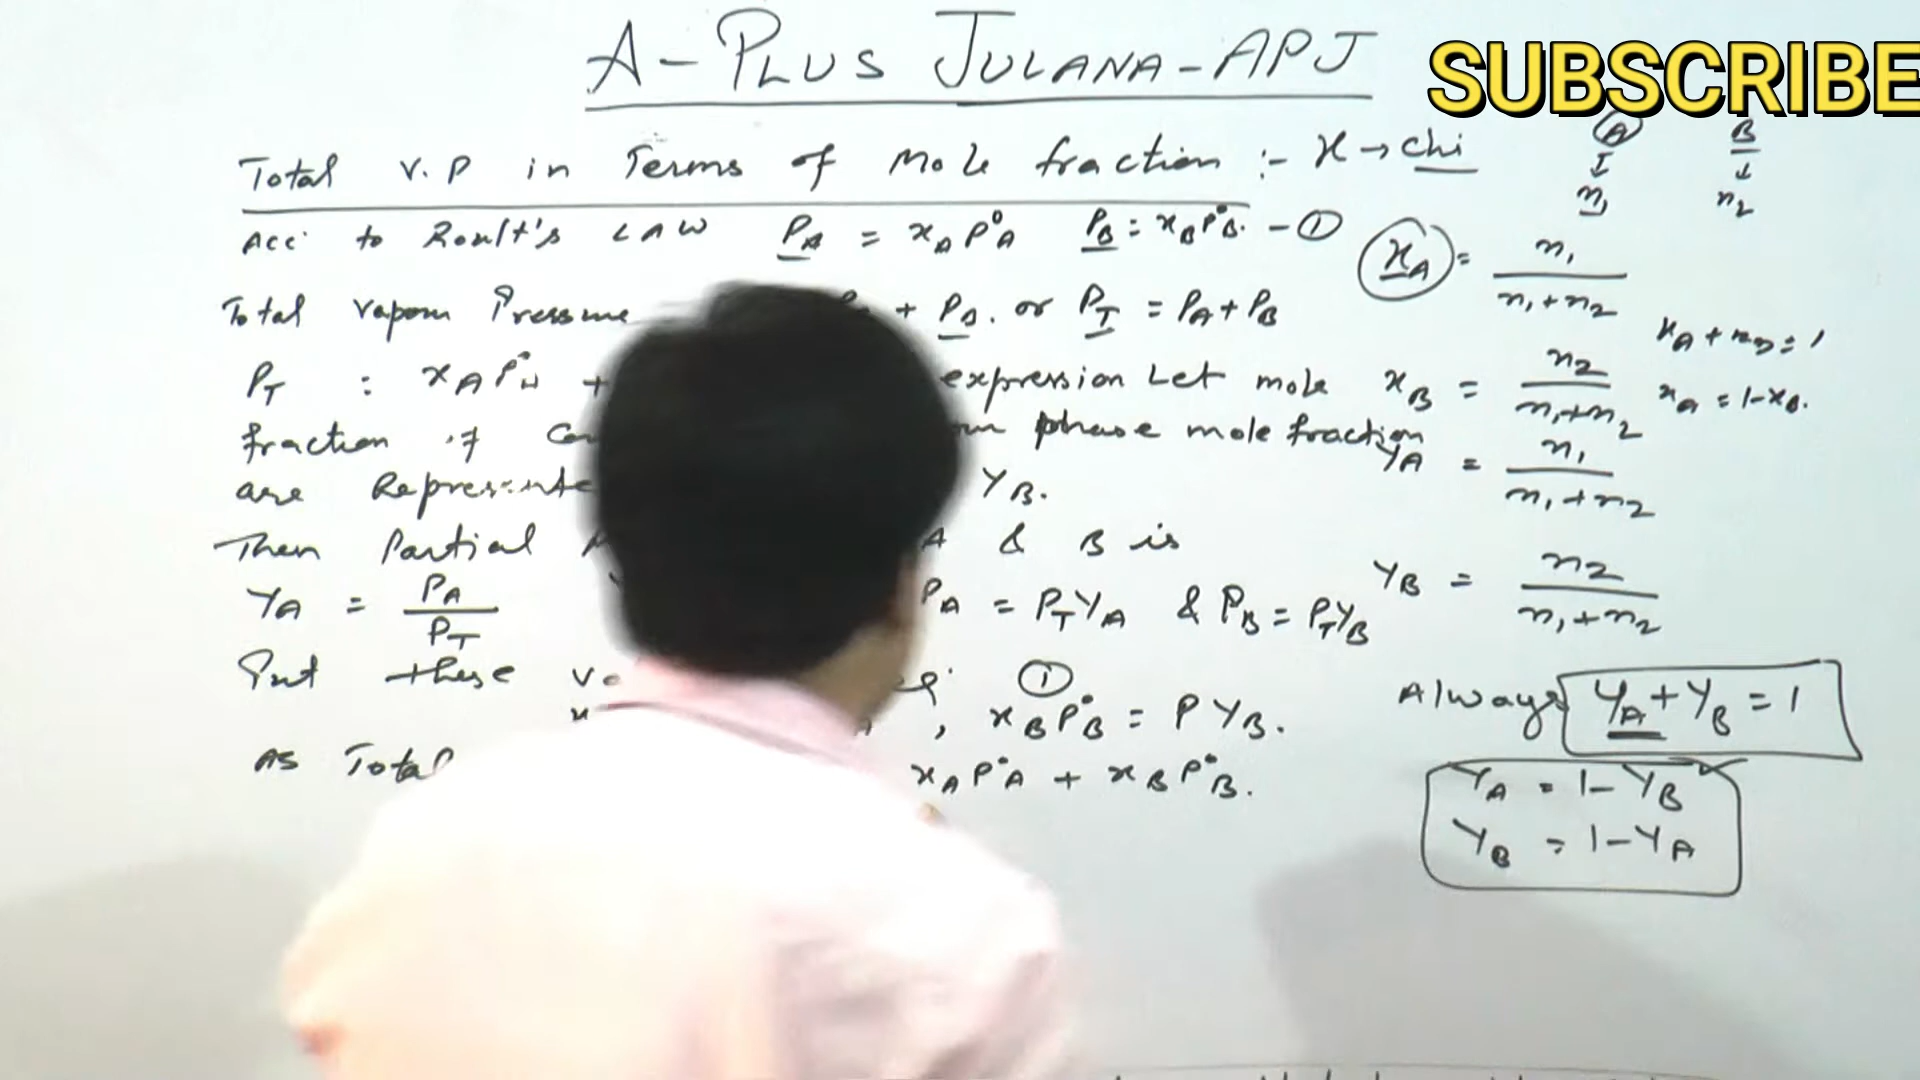 A-PLUS JULANA-APJ
SUBSCRIBE
Total V.P in Terms of Mole fraction :- x → chi
A B
n₁ n₂
Acc: to Roult's LAW P_A = x_A P°_A P_B = x_B P°_B. - ①
Total vapour Pressure + P_B. or P_T = P_A + P_B
P_T : x_A P°_A + expression Let mole
fraction of phase mole fraction
are Y_B.
Then Partial A & B is
Y_A = P_A / P_T P_A = P_T Y_A & P_B = P_T Y_B
Put these ①
, x_B P°_B = P Y_B.
As Total x_A P°_A + x_B P°_B.
x_A = n₁ / n₁+n₂
x_A + x_B = 1
x_B = n₂ / n₁+n₂
x_A = 1-x_B.
Y_A = n₁ / n₁+n₂
Y_B = n₂ / n₁+n₂
Always Y_A + Y_B = 1
Y_A = 1-Y_B
Y_B = 1-Y_A